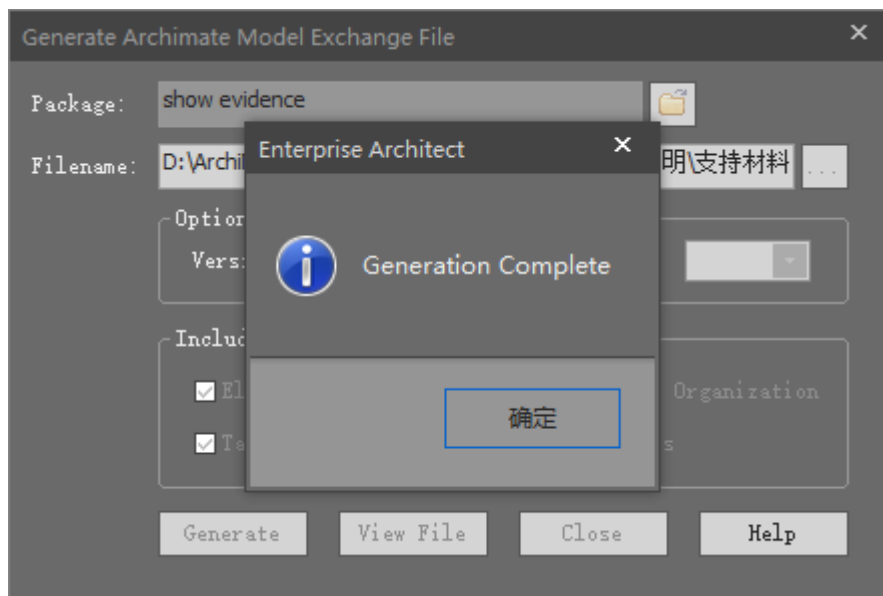 Generate Archimate Model Exchange File
Package:
show evidence
Enterprise Architect
Filename:
明\支持材料
...
Generation Complete
Organization
确定
Generate
View File
Close
Help